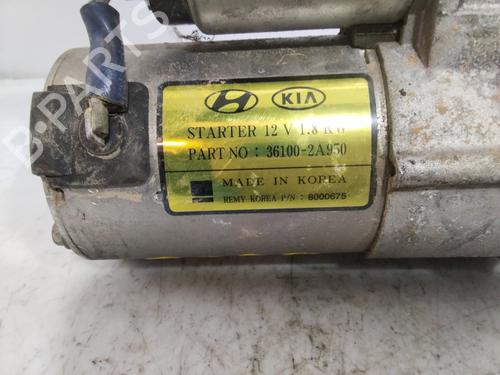 KIA
STARTER 12 V 1.8 KW
PART NO : 36100-2A950
MADE IN KOREA
REMY KOREA P/N : 8000675
B-PARTS